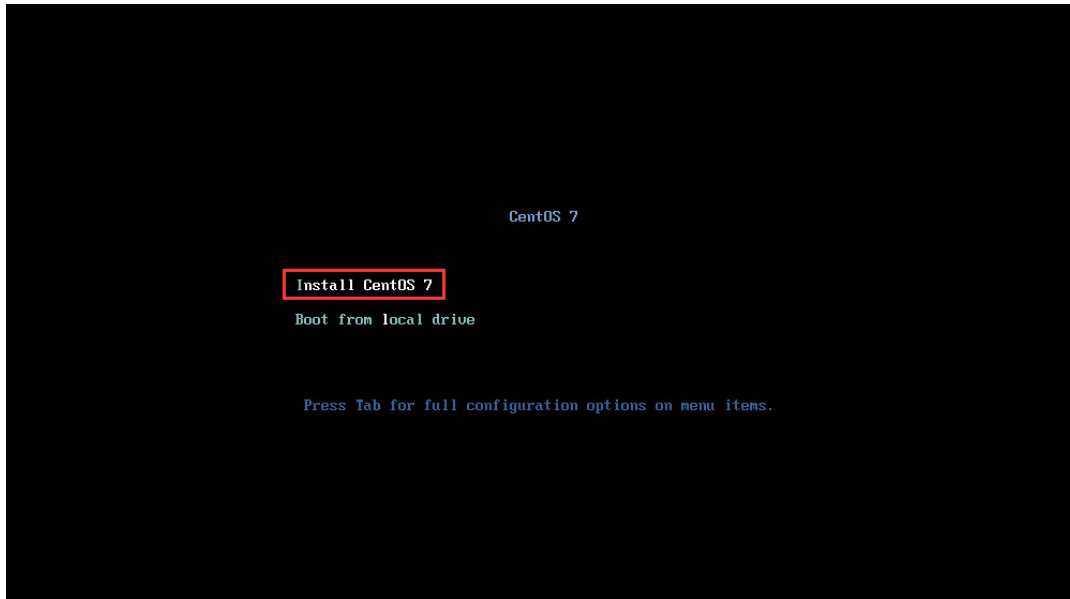 CentOS 7
Install CentOS 7
Boot from local drive
Press Tab for full configuration options on menu items.